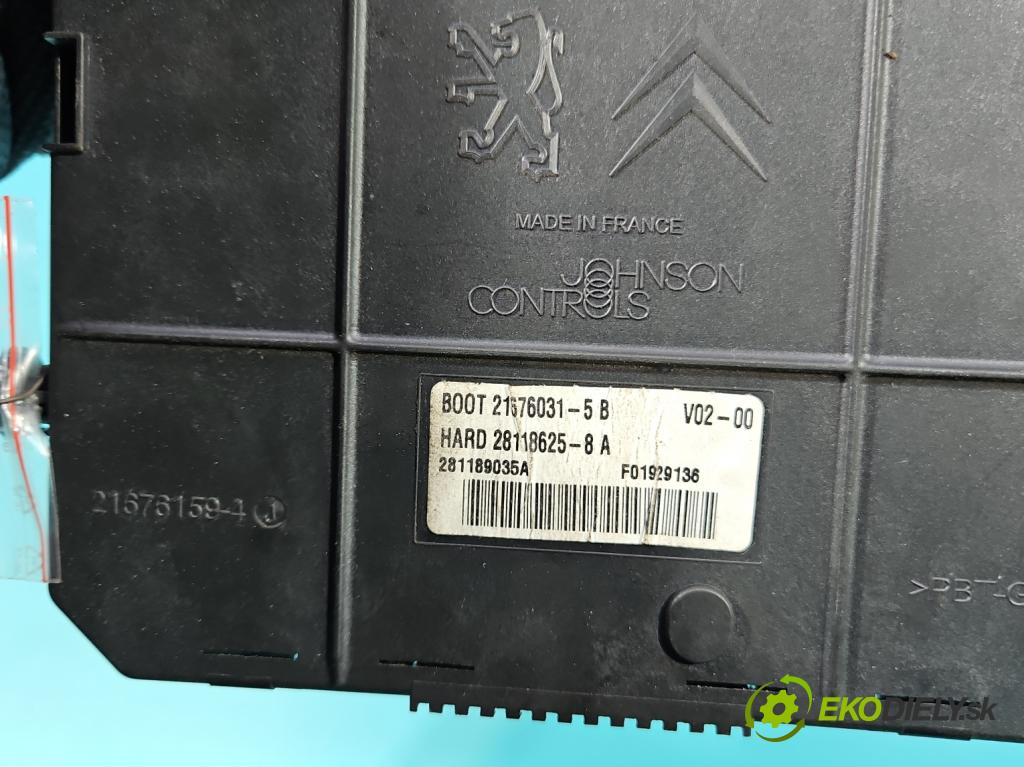 MADE IN FRANCE
JOHNSON
CONTROLS
BOOT 21676031-5 B V02-00
HARD 28118625-8 A
281189035A F01929136
21676159-4 J
>PBT-G
EKODIELY.sk